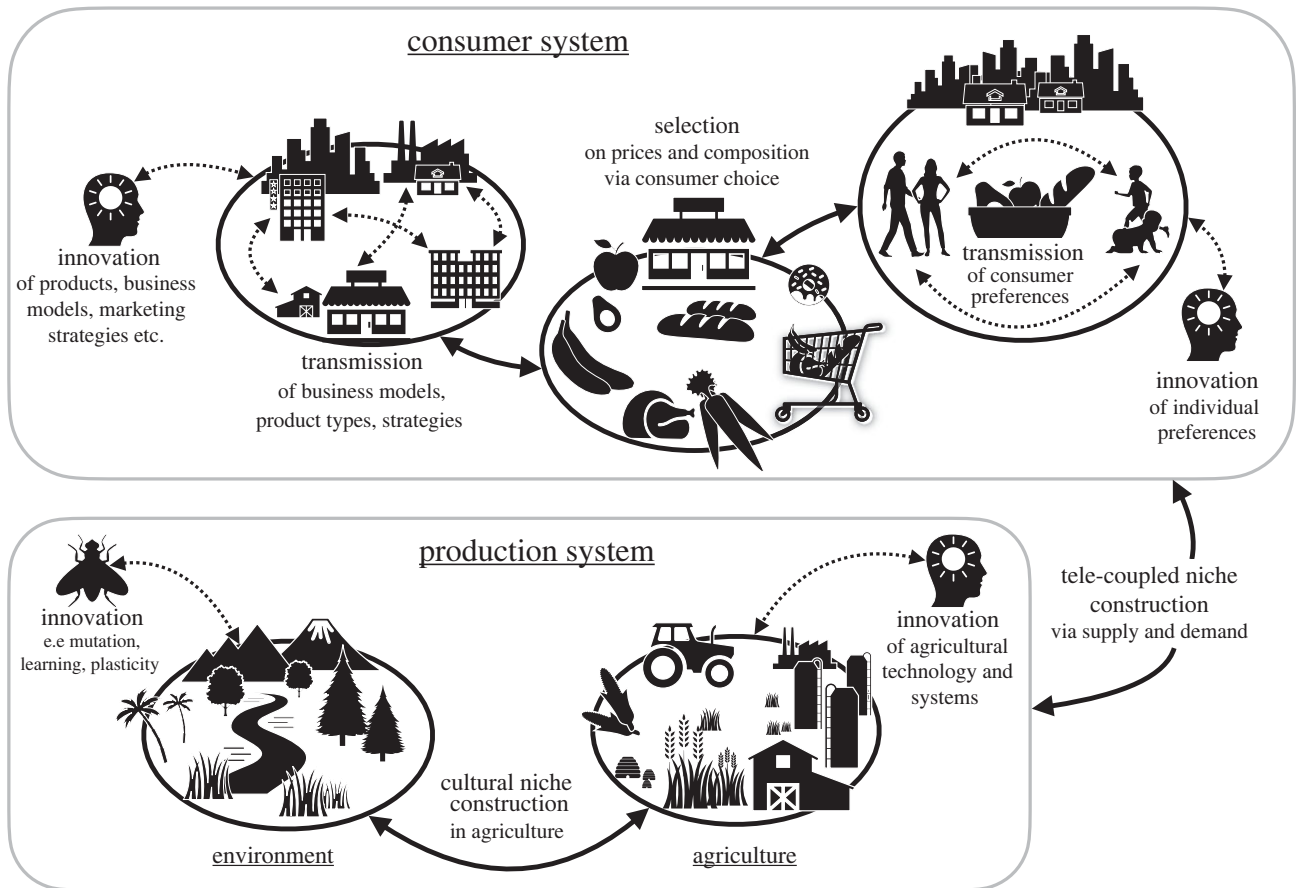 consumer system
selection
on prices and composition
via consumer choice
innovation
of products, business
models, marketing
strategies etc.
transmission
of business models,
product types, strategies
transmission
of consumer
preferences
innovation
of individual
preferences
production system
innovation
e.e mutation,
learning, plasticity
innovation
of agricultural
technology and
systems
tele-coupled niche
construction
via supply and demand
cultural niche
construction
in agriculture
environment
agriculture